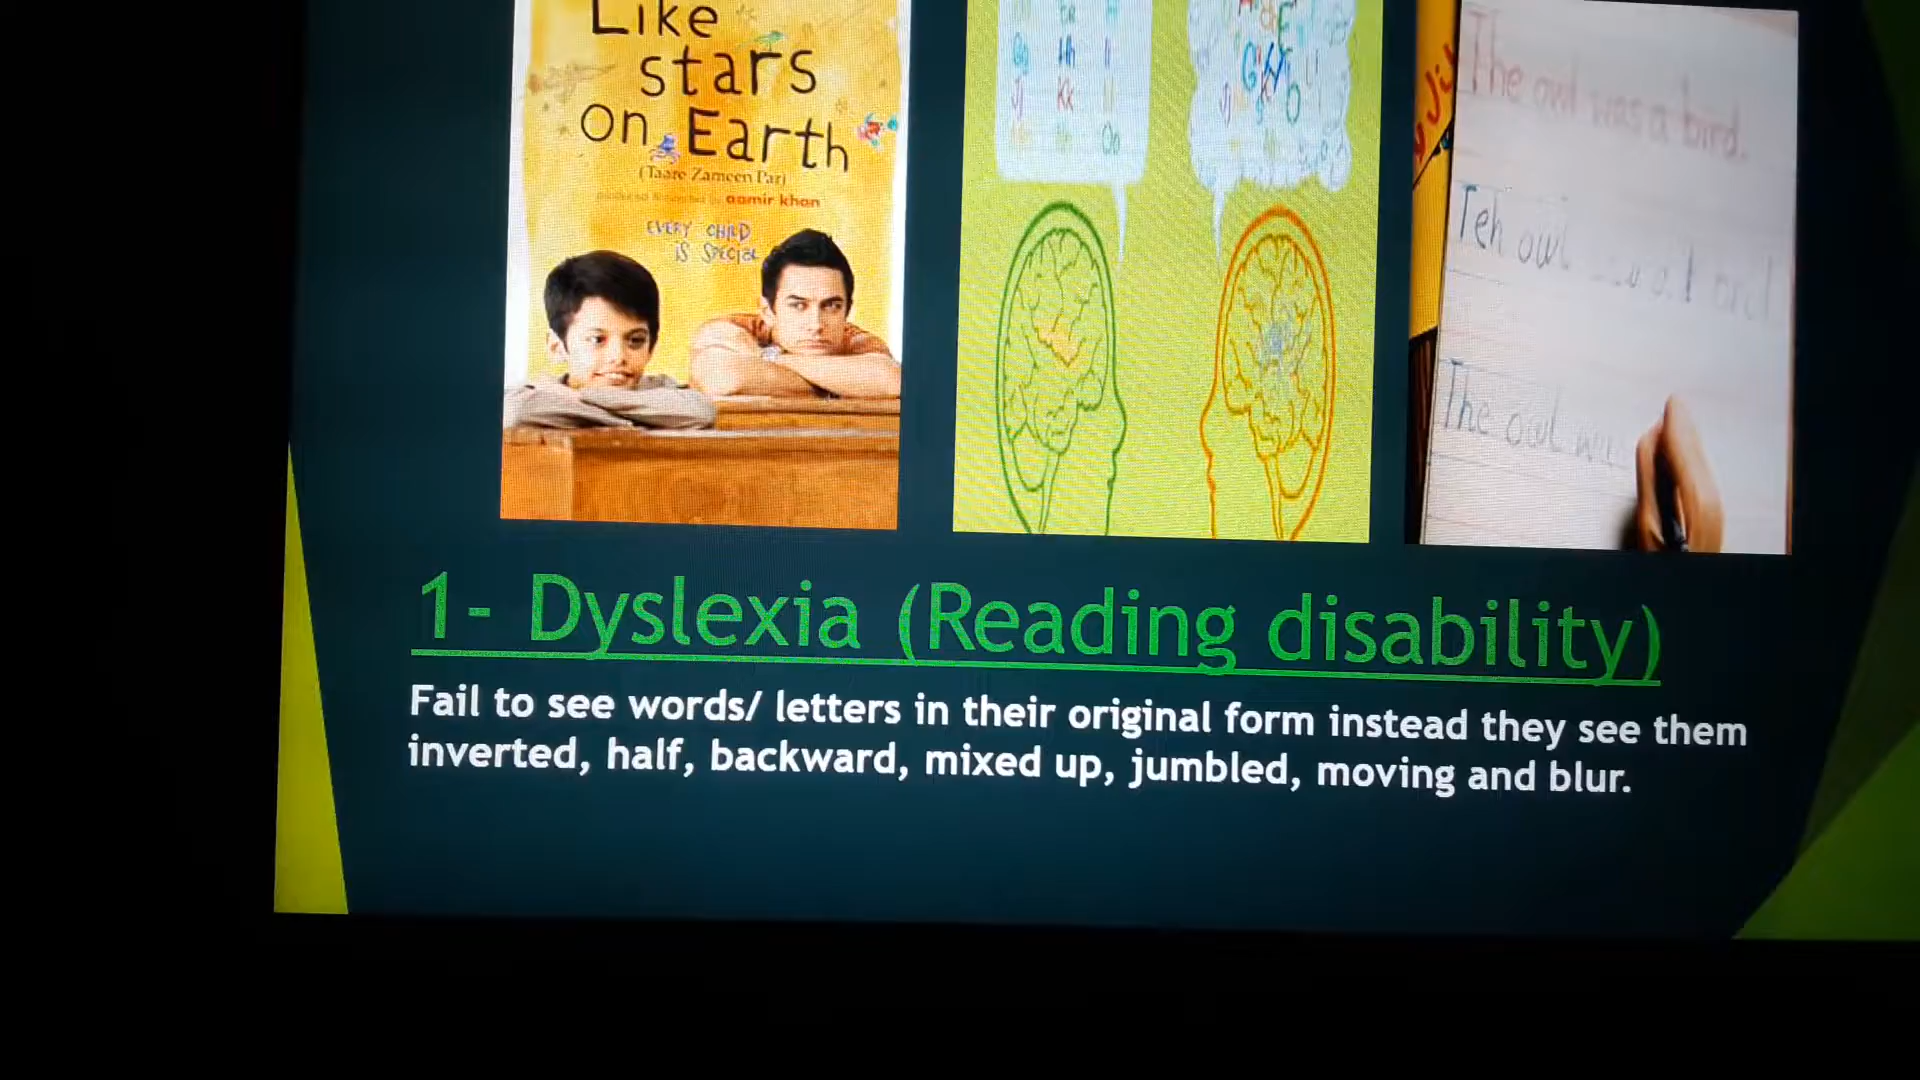 Like
stars
on Earth
(Taare Zameen Par)
aamir khan
EVERY CHILD
IS SPECIAL
Kk
The owl was a bird.
Teh owl
The owl
1- Dyslexia (Reading disability)
Fail to see words/ letters in their original form instead they see them
inverted, half, backward, mixed up, jumbled, moving and blur.